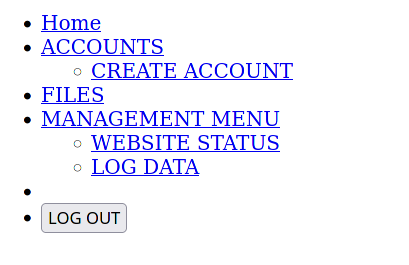 Home
ACCOUNTS
CREATE ACCOUNT
FILES
MANAGEMENT MENU
WEBSITE STATUS
LOG DATA
LOG OUT